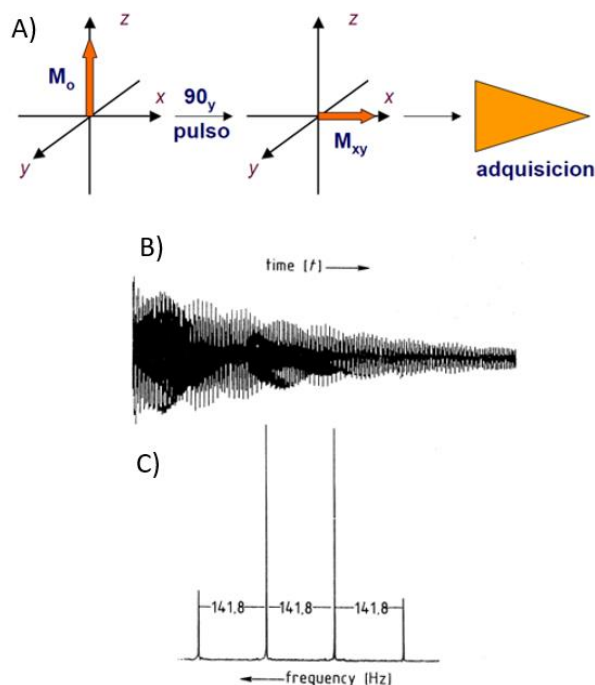 A)
z
z
Mo
x
90y
x
pulso
y
y
Mxy
adquisicion
B)
time [t]
C)
141.8
141.8
141.8
frequency [Hz]